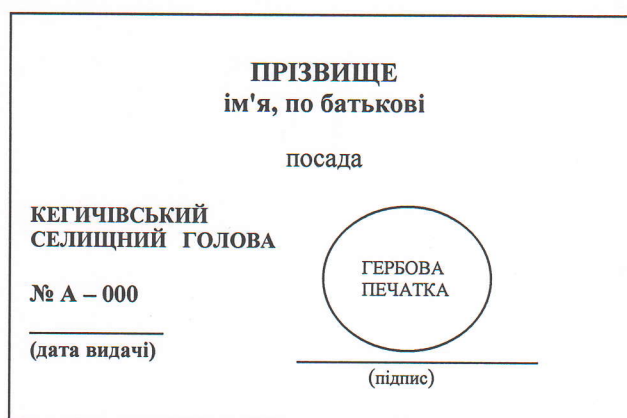 ПРІЗВИЩЕ
ім'я, по батькові
посада
КЕГИЧІВСЬКИЙ
СЕЛИЩНИЙ ГОЛОВА
ГЕРБОВА
ПЕЧАТКА
№ А – 000
(дата видачі)
(підпис)